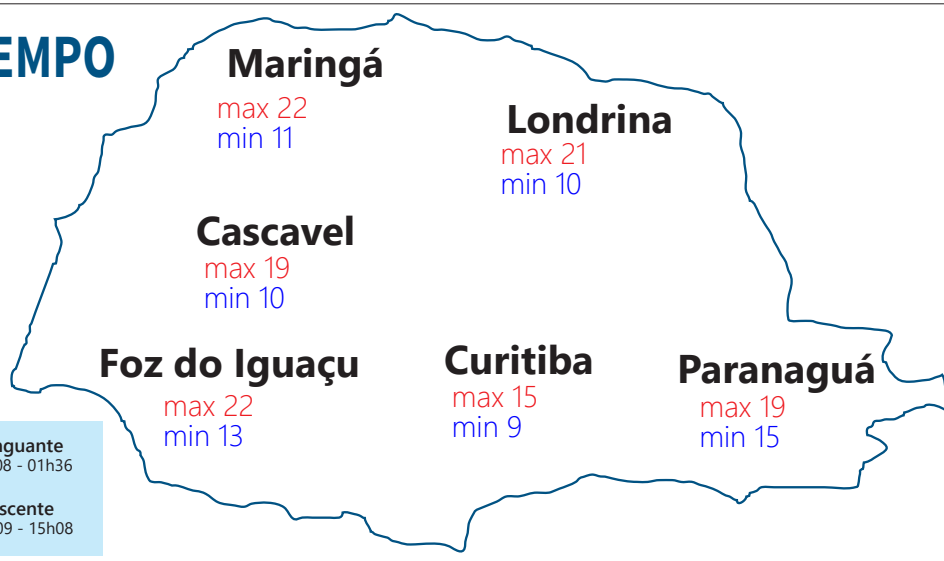 EMPO
Maringá
max 22
min 11
Londrina
max 21
min 10
Cascavel
max 19
min 10
Foz do Iguaçu
max 22
min 13
Curitiba
max 15
min 9
Paranaguá
max 19
min 15
guante
08 - 01h36
scente
09 - 15h08